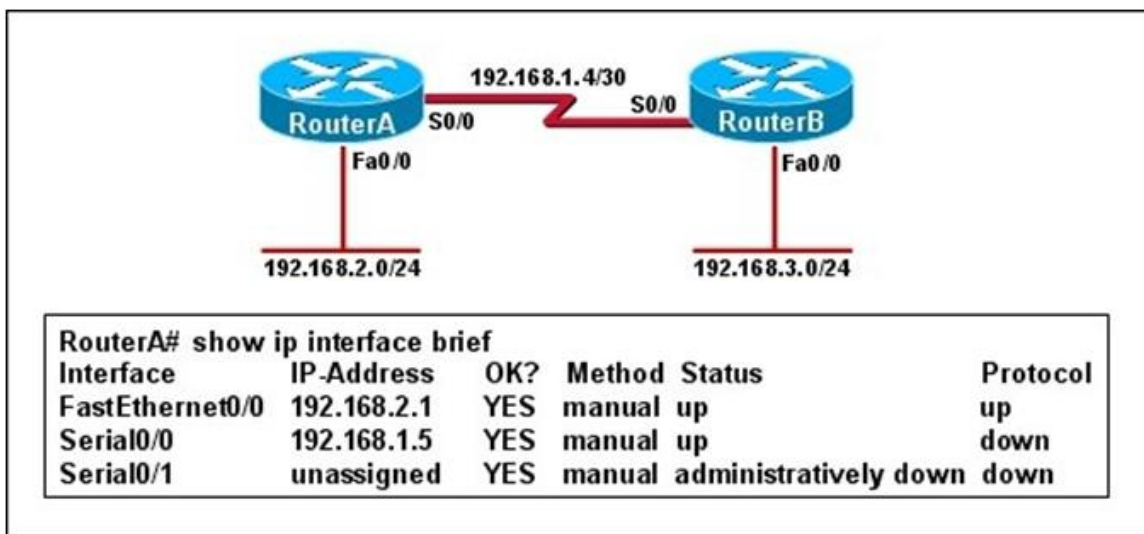 192.168.1.4/30
RouterA
S0/0
S0/0
RouterB
Fa0/0
Fa0/0
192.168.2.0/24
192.168.3.0/24
RouterA# show ip interface brief
Interface IP-Address OK? Method Status Protocol
FastEthernet0/0 192.168.2.1 YES manual up up
Serial0/0 192.168.1.5 YES manual up down
Serial0/1 unassigned YES manual administratively down down